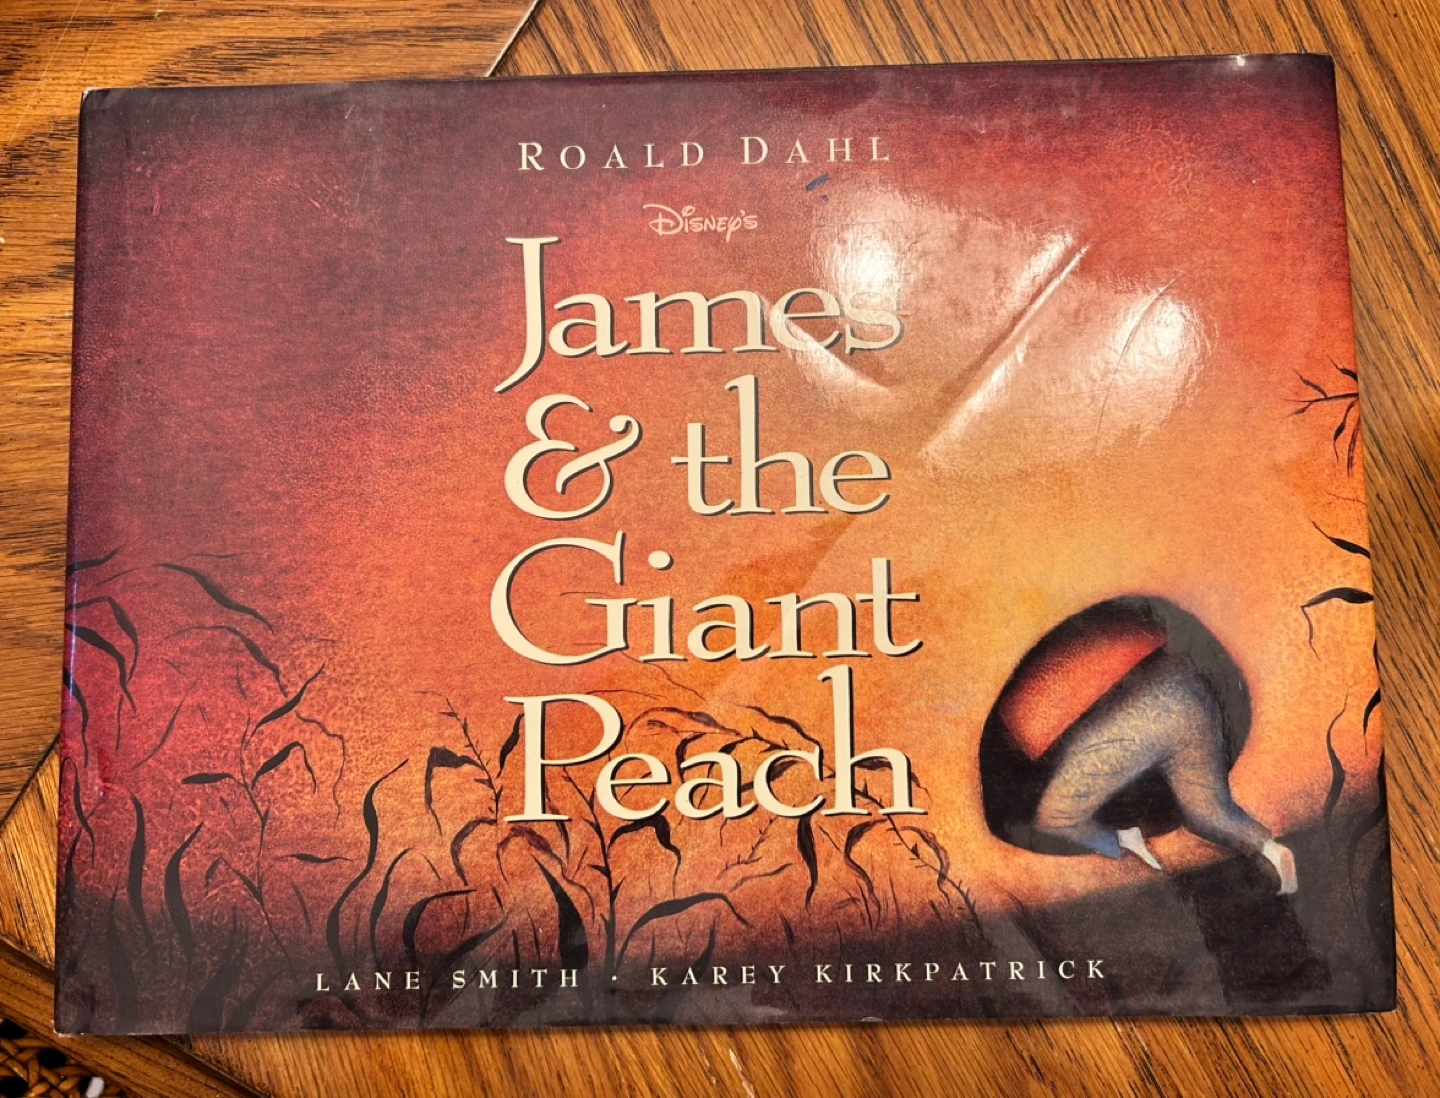 ROALD DAHL
DISNEY'S
James
& the
Giant
Peach
LANE SMITH · KAREY KIRKPATRICK